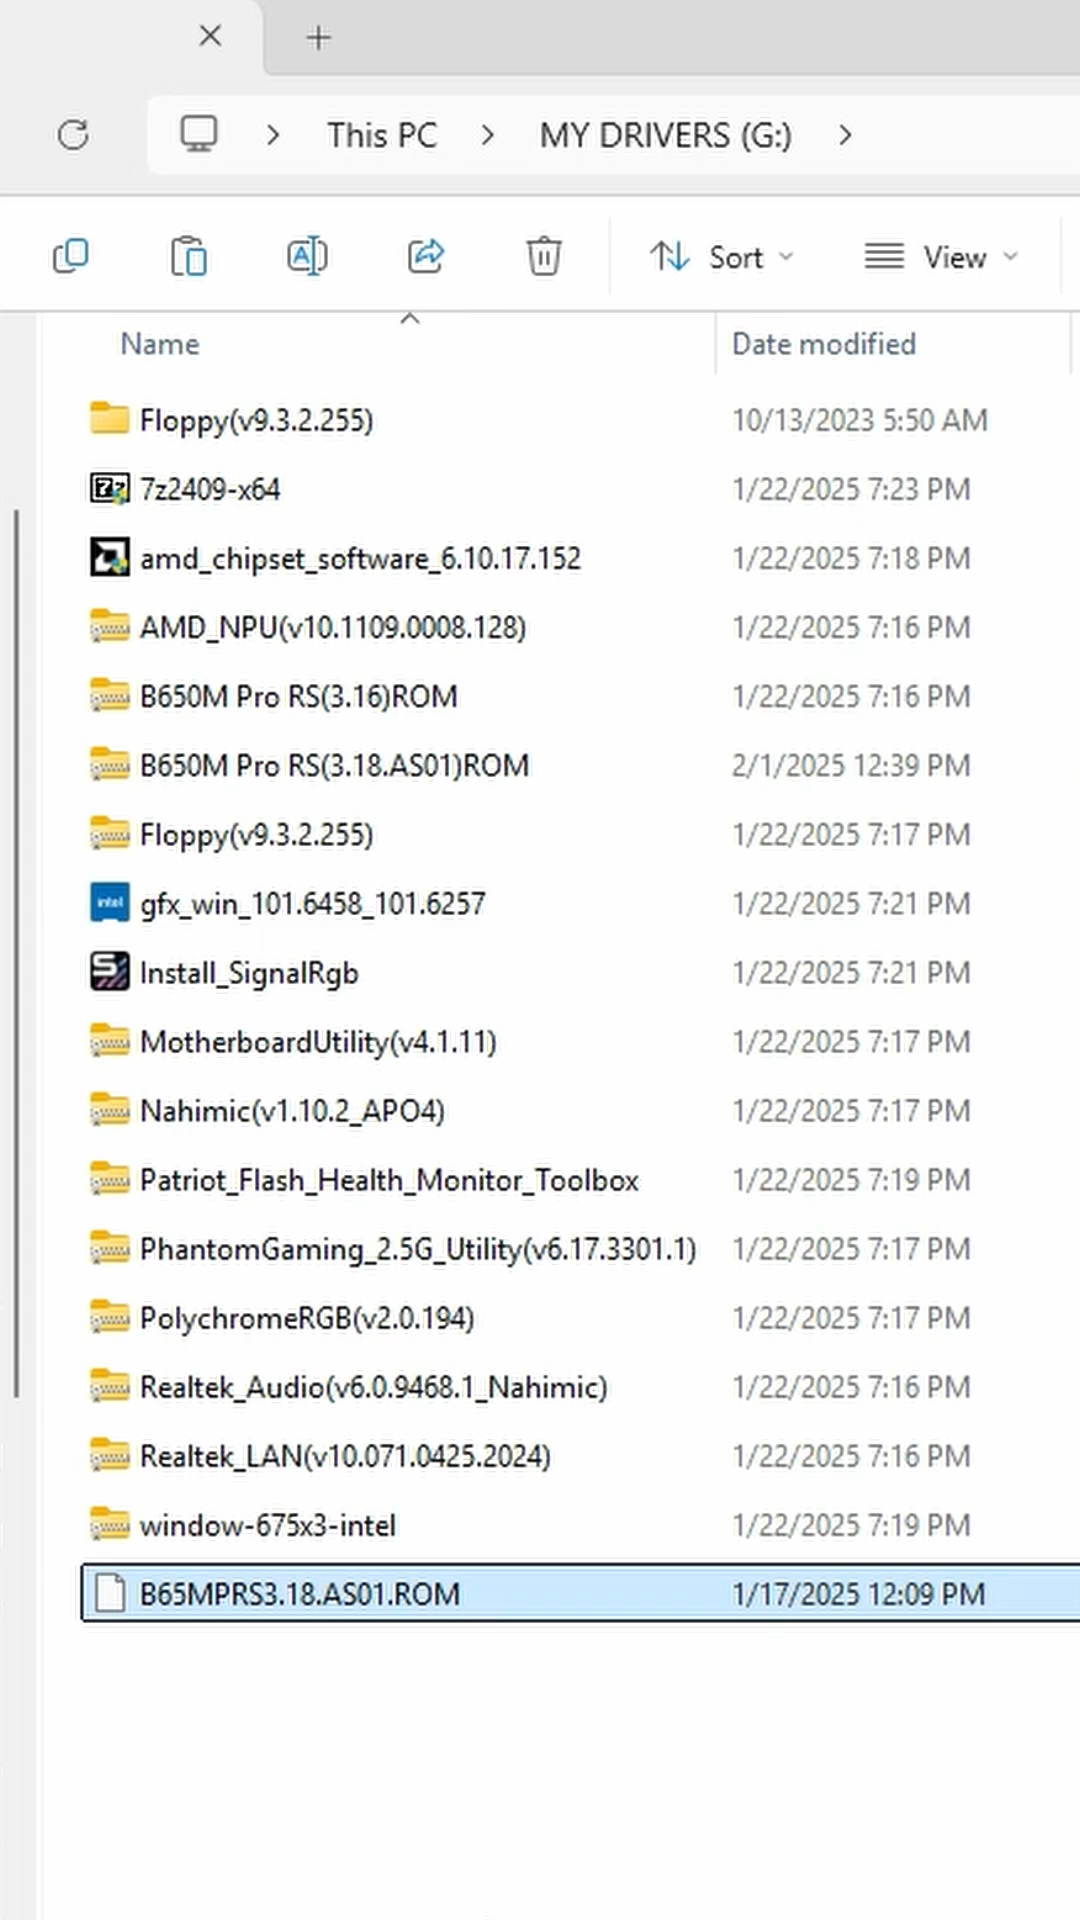 This PC > MY DRIVERS (G:) >
Sort View
Name Date modified
Floppy(v9.3.2.255) 10/13/2023 5:50 AM
7z2409-x64 1/22/2025 7:23 PM
amd_chipset_software_6.10.17.152 1/22/2025 7:18 PM
AMD_NPU(v10.1109.0008.128) 1/22/2025 7:16 PM
B650M Pro RS(3.16)ROM 1/22/2025 7:16 PM
B650M Pro RS(3.18.AS01)ROM 2/1/2025 12:39 PM
Floppy(v9.3.2.255) 1/22/2025 7:17 PM
intel gfx_win_101.6458_101.6257 1/22/2025 7:21 PM
Install_SignalRgb 1/22/2025 7:21 PM
MotherboardUtility(v4.1.11) 1/22/2025 7:17 PM
Nahimic(v1.10.2_APO4) 1/22/2025 7:17 PM
Patriot_Flash_Health_Monitor_Toolbox 1/22/2025 7:19 PM
PhantomGaming_2.5G_Utility(v6.17.3301.1) 1/22/2025 7:17 PM
PolychromeRGB(v2.0.194) 1/22/2025 7:17 PM
Realtek_Audio(v6.0.9468.1_Nahimic) 1/22/2025 7:16 PM
Realtek_LAN(v10.071.0425.2024) 1/22/2025 7:16 PM
window-675x3-intel 1/22/2025 7:19 PM
B65MPRS3.18.AS01.ROM 1/17/2025 12:09 PM